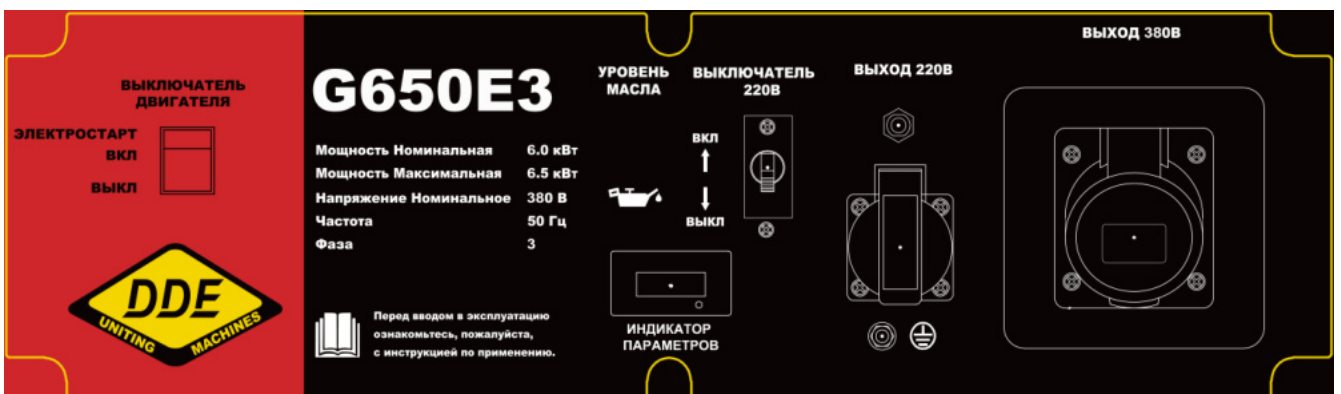 ВЫКЛЮЧАТЕЛЬ
ДВИГАТЕЛЯ
ЭЛЕКТРОСТАРТ
ВКЛ
ВЫКЛ
DDE
UNITING MACHINES
G650E3
Мощность Номинальная 6.0 кВт
Мощность Максимальная 6.5 кВт
Напряжение Номинальное 380 В
Частота 50 Гц
Фаза 3
Перед вводом в эксплуатацию
ознакомьтесь, пожалуйста,
с инструкцией по применению.
УРОВЕНЬ
МАСЛА
ВЫКЛЮЧАТЕЛЬ
220В
ВКЛ
ВЫКЛ
ИНДИКАТОР
ПАРАМЕТРОВ
ВЫХОД 220В
ВЫХОД 380В